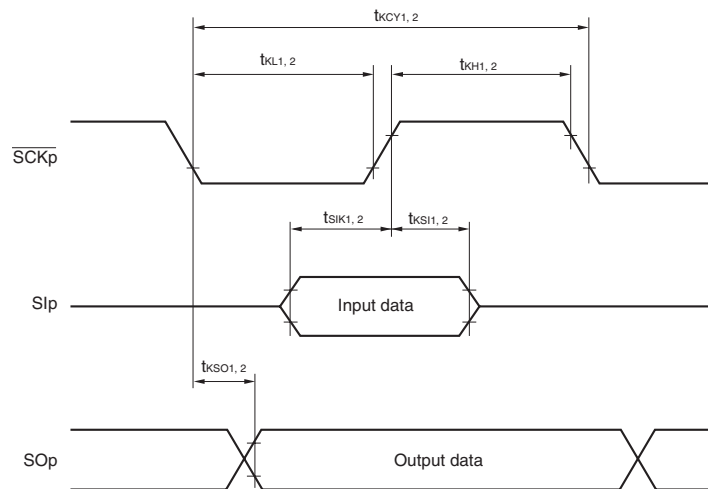 tKCY1, 2
tKL1, 2
tKH1, 2
SCKp
tSIK1, 2
tKSI1, 2
SIp
Input data
tKSO1, 2
SOp
Output data